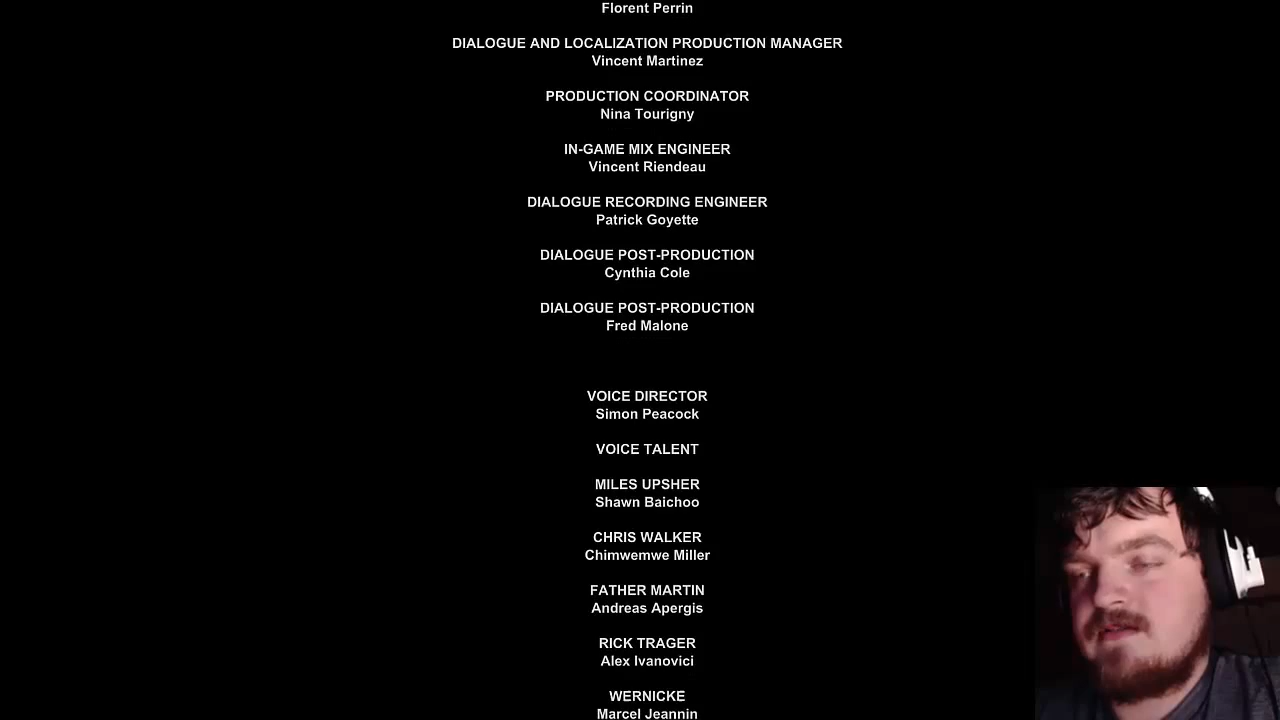 Florent Perrin
DIALOGUE AND LOCALIZATION PRODUCTION MANAGER
Vincent Martinez
PRODUCTION COORDINATOR
Nina Tourigny
IN-GAME MIX ENGINEER
Vincent Riendeau
DIALOGUE RECORDING ENGINEER
Patrick Goyette
DIALOGUE POST-PRODUCTION
Cynthia Cole
DIALOGUE POST-PRODUCTION
Fred Malone
VOICE DIRECTOR
Simon Peacock
VOICE TALENT
MILES UPSHER
Shawn Baichoo
CHRIS WALKER
Chimwemwe Miller
FATHER MARTIN
Andreas Apergis
RICK TRAGER
Alex Ivanovici
WERNICKE
Marcel Jeannin